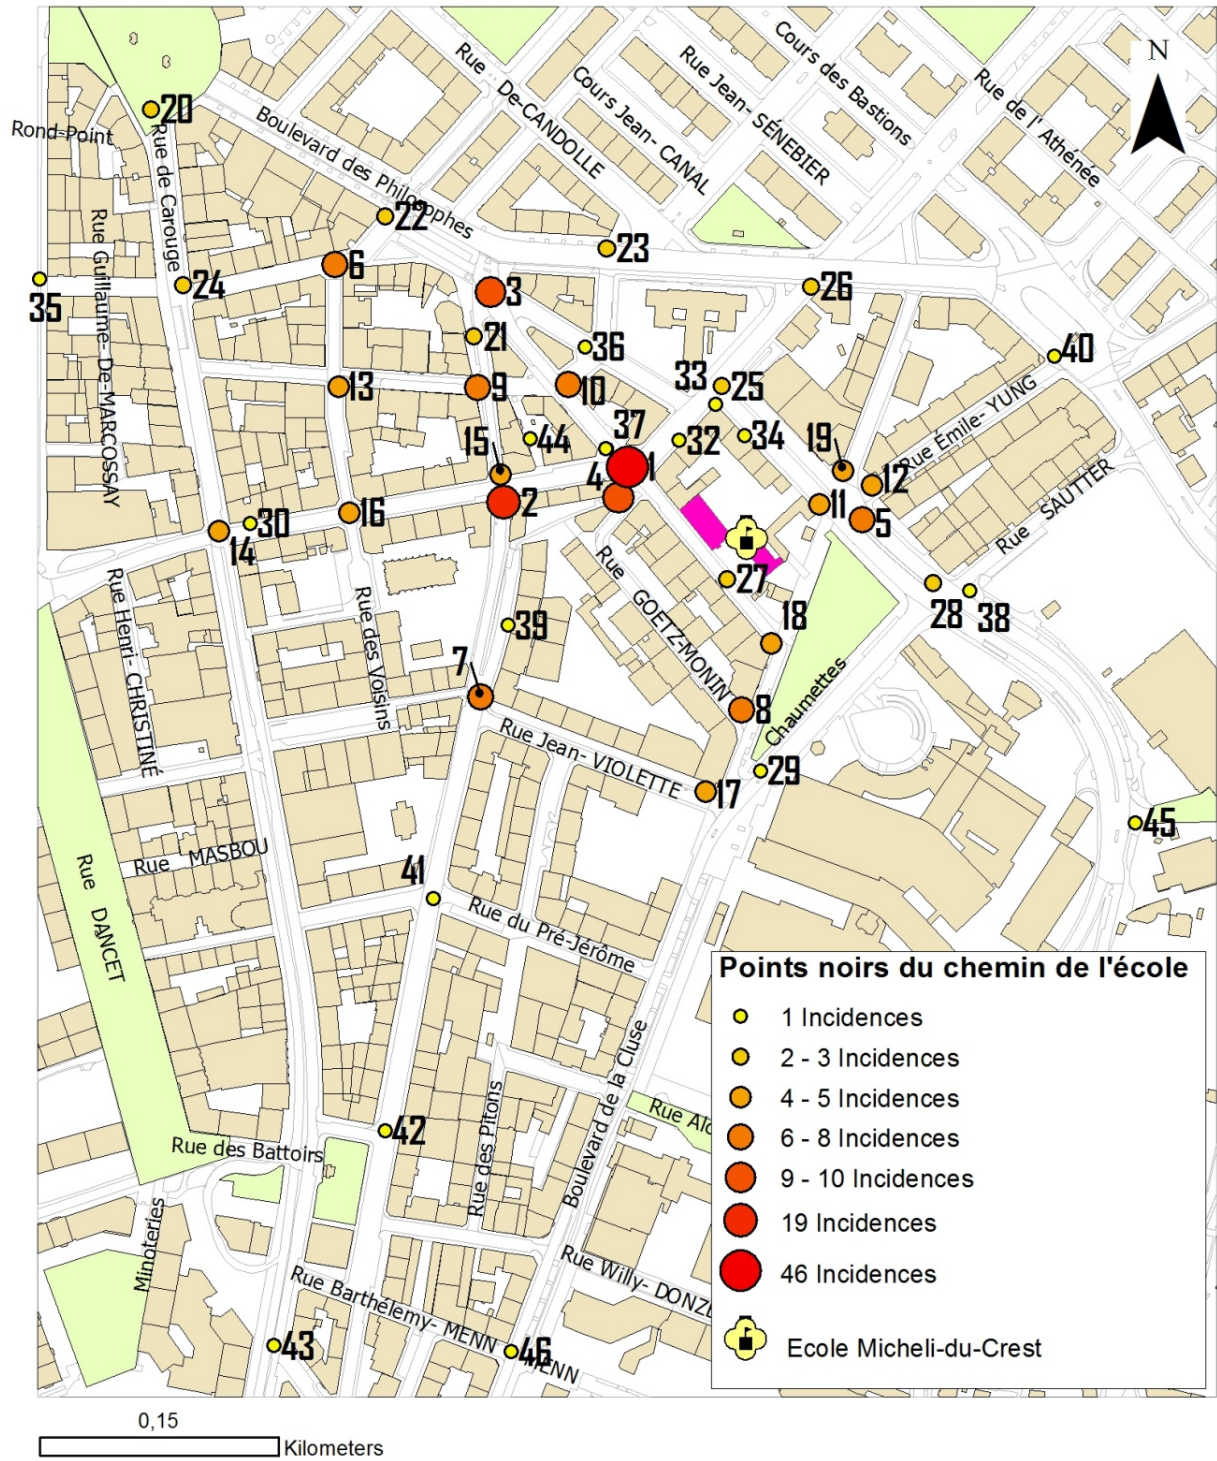 N
20
Rond-Point
Rue de Carouge
Boulevard des Philosophes
Rue De-CANDOLLE
Cours Jean- CANAL
Rue Jean- SÉNEBIER
Cours des Bastions
Rue de l' Athénée
Rue Guillaume- De-MARCOSSAY
22
23
6
24
35
3
26
21
36
40
13
9
10
33
25
Rue Émile- YUNG
44
37
32
34
19
15
1
12
4
2
11
5
Rue SAUTTER
16
30
14
27
28
38
Rue Henri- CHRISTINÉ
Rue des Voisins
Rue GOETZ-MONIN
39
18
7
8
Chaumettes
Rue Jean- VIOLETTE
29
17
45
Rue MASBOU
Rue DANCET
41
Rue du Pré-Jérôme
Boulevard de la Cluse
Rue des Pitons
42
Rue des Battoirs
Minoteries
Rue Barthélemy- MENN
MENN
Rue Willy- DONZ
43
46
Points noirs du chemin de l'école
1 Incidences
2 - 3 Incidences
4 - 5 Incidences
6 - 8 Incidences
9 - 10 Incidences
19 Incidences
46 Incidences
Ecole Micheli-du-Crest
0,15
Kilometers